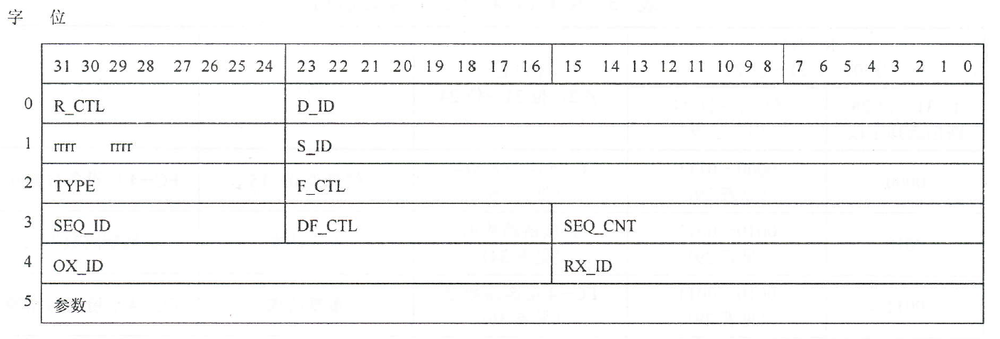 字 位
31 30 29 28 27 26 25 24 23 22 21 20 19 18 17 16 15 14 13 12 11 10 9 8 7 6 5 4 3 2 1 0
0 R_CTL D_ID
1 rrrr rrrr S_ID
2 TYPE F_CTL
3 SEQ_ID DF_CTL SEQ_CNT
4 OX_ID RX_ID
5 参数